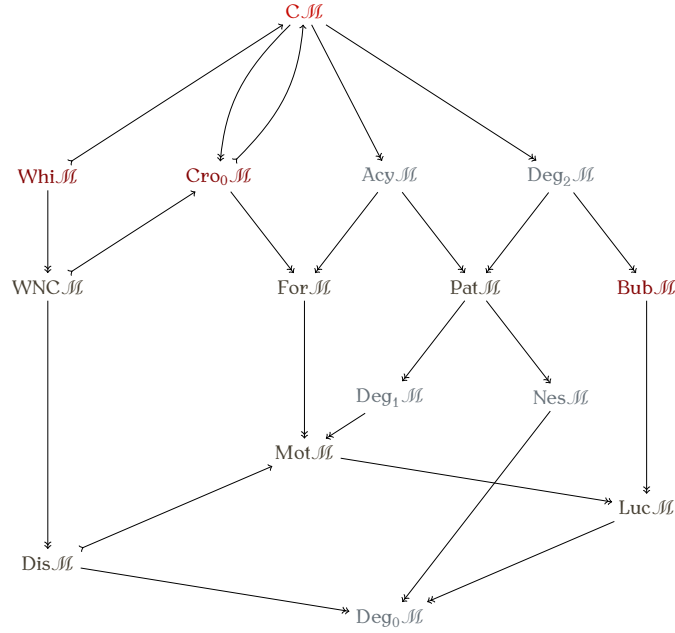 Cℳ
Whiℳ Cro₀ℳ Acyℳ Deg₂ℳ
WNCℳ Forℳ Patℳ Bubℳ
Deg₁ℳ Nesℳ
Motℳ
Lucℳ
Disℳ
Deg₀ℳ